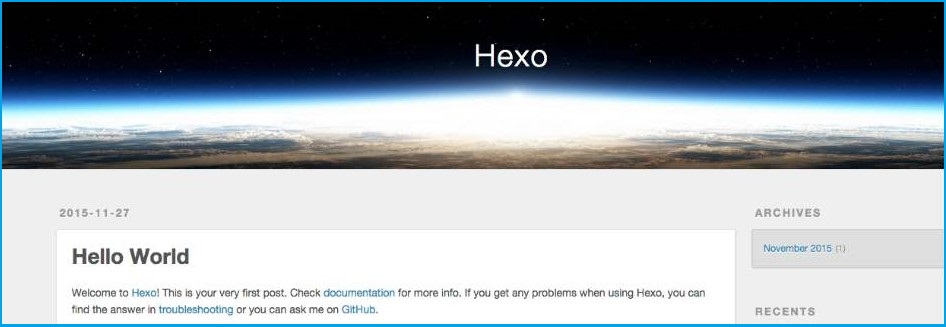 Hexo
2015-11-27
Hello World
Welcome to Hexo! This is your very first post. Check documentation for more info. If you get any problems when using Hexo, you can
find the answer in troubleshooting or you can ask me on GitHub.
ARCHIVES
November 2015 (1)
RECENTS